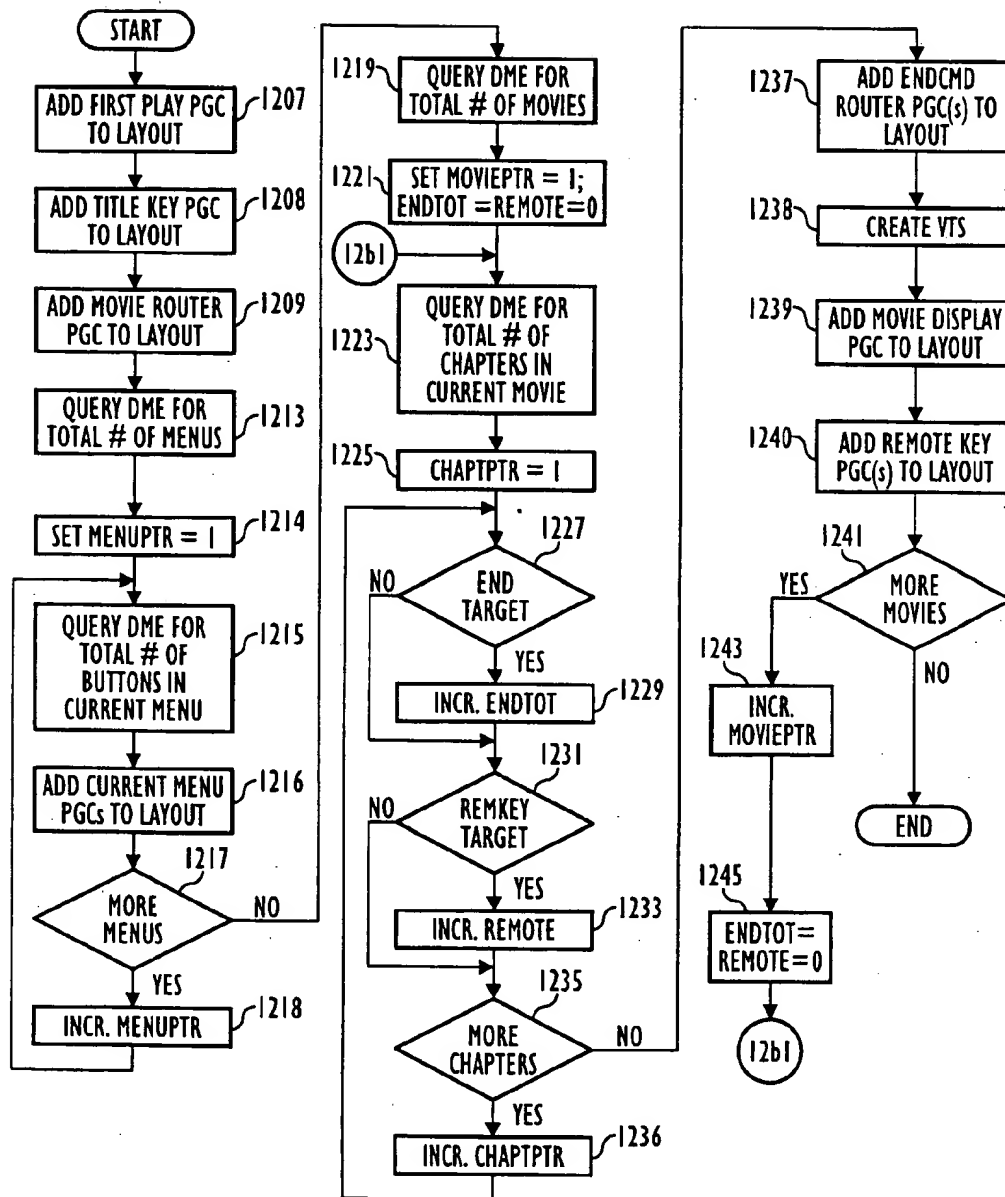 START
1207
ADD FIRST PLAY PGC
TO LAYOUT
1208
ADD TITLE KEY PGC
TO LAYOUT
1209
ADD MOVIE ROUTER
PGC TO LAYOUT
1213
QUERY DME FOR
TOTAL # OF MENUS
1214
SET MENUPTR = 1
1215
QUERY DME FOR
TOTAL # OF
BUTTONS IN
CURRENT MENU
1216
ADD CURRENT MENU
PGCs TO LAYOUT
1217
MORE
MENUS
NO
YES
1218
INCR. MENUPTR
1219
QUERY DME FOR
TOTAL # OF MOVIES
1221
SET MOVIEPTR = 1;
ENDTOT =REMOTE=0
12b1
1223
QUERY DME FOR
TOTAL # OF
CHAPTERS IN
CURRENT MOVIE
1225
CHAPTPTR = 1
1227
NO
END
TARGET
YES
1229
INCR. ENDTOT
1231
NO
REMKEY
TARGET
YES
1233
INCR. REMOTE
1235
MORE
CHAPTERS
NO
YES
1236
INCR. CHAPTPTR
1237
ADD ENDCMD
ROUTER PGC(s) TO
LAYOUT
1238
CREATE VTS
1239
ADD MOVIE DISPLAY
PGC TO LAYOUT
1240
ADD REMOTE KEY
PGC(s) TO LAYOUT
1241
YES
MORE
MOVIES
NO
1243
INCR.
MOVIEPTR
END
1245
ENDTOT=
REMOTE=0
12b1